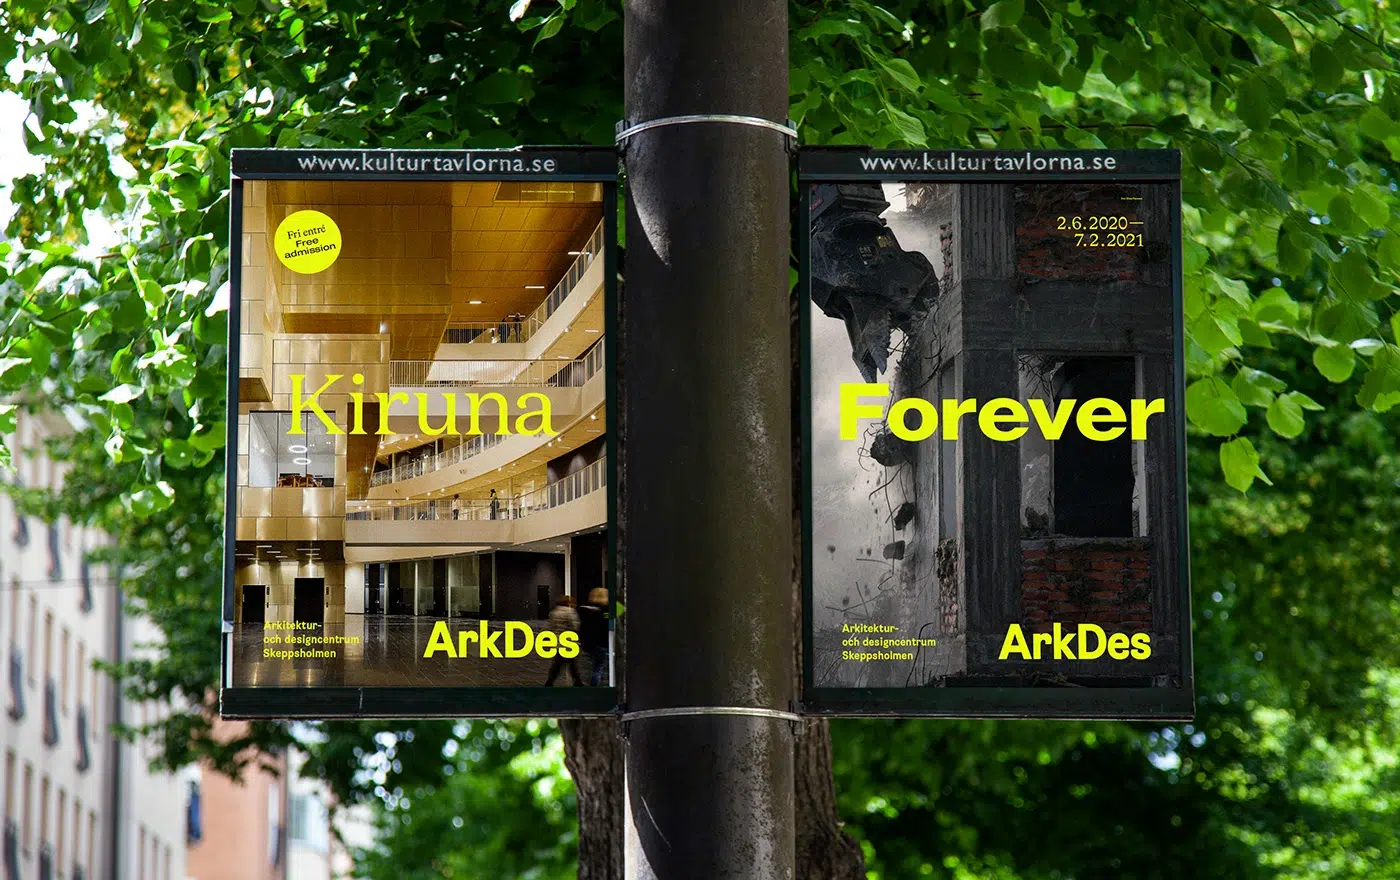 www.kulturtavlorna.se
Fri entré
Free
admission
Kiruna
Arkitektur-
och designcentrum
Skeppsholmen
ArkDes
www.kulturtavlorna.se
2.6.2020—
7.2.2021
Forever
Arkitektur-
och designcentrum
Skeppsholmen
ArkDes